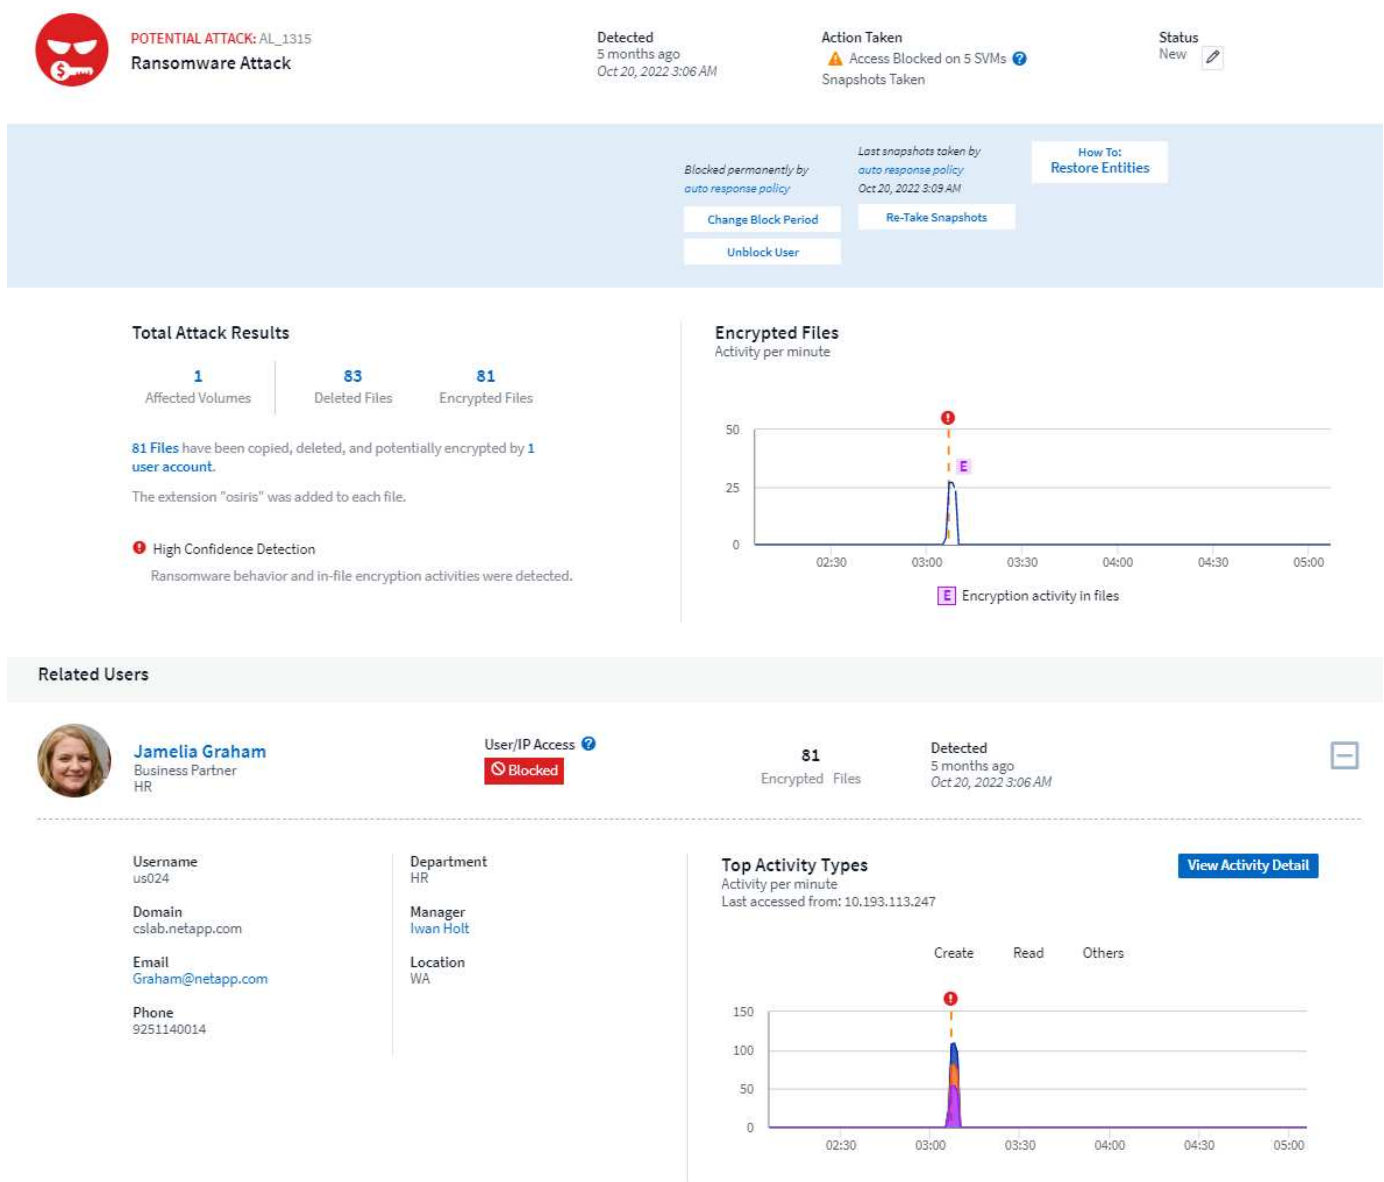 POTENTIAL ATTACK: AL_1315
Ransomware Attack
Detected
5 months ago
Oct 20, 2022 3:06 AM
Action Taken
Access Blocked on 5 SVMs ?
Snapshots Taken
Status
New
Blocked permanently by
auto response policy
Change Block Period
Unblock User
Last snapshots taken by
auto response policy
Oct 20, 2022 3:09 AM
Re-Take Snapshots
How To:
Restore Entities
Total Attack Results
1
Affected Volumes
83
Deleted Files
81
Encrypted Files
81 Files have been copied, deleted, and potentially encrypted by 1
user account.
The extension "osiris" was added to each file.
High Confidence Detection
Ransomware behavior and in-file encryption activities were detected.
Encrypted Files
Activity per minute
50
25
0
E
02:30 03:00 03:30 04:00 04:30 05:00
E Encryption activity in files
Related Users
Jamelia Graham
Business Partner
HR
User/IP Access ?
Blocked
81
Encrypted Files
Detected
5 months ago
Oct 20, 2022 3:06 AM
Username
us024
Domain
cslab.netapp.com
Email
Graham@netapp.com
Phone
9251140014
Department
HR
Manager
Iwan Holt
Location
WA
Top Activity Types
Activity per minute
Last accessed from: 10.193.113.247
View Activity Detail
Create Read Others
150
100
50
0
02:30 03:00 03:30 04:00 04:30 05:00